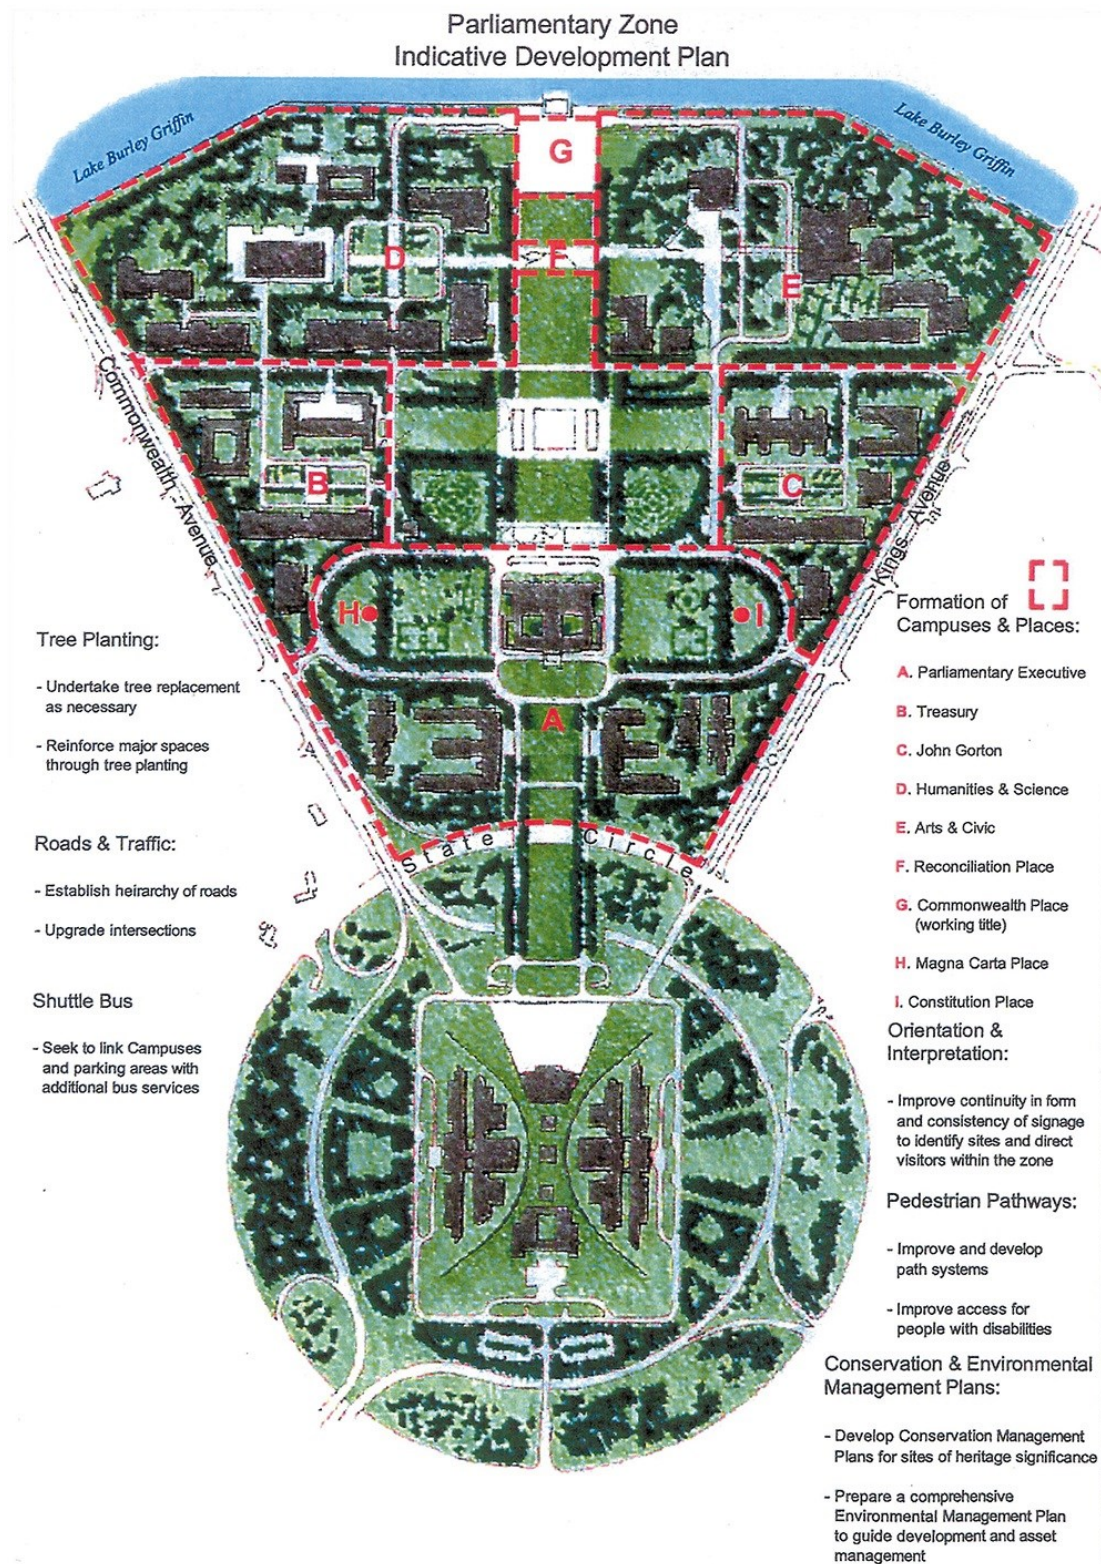 Parliamentary Zone
Indicative Development Plan
Lake Burley Griffin
Lake Burley Griffin
G
D
F
E
Commonwealth Avenue
B
C
Kings Avenue
H
I
A
State Circle
Tree Planting:
- Undertake tree replacement
as necessary
- Reinforce major spaces
through tree planting
Roads & Traffic:
- Establish heirarchy of roads
- Upgrade intersections
Shuttle Bus
- Seek to link Campuses
and parking areas with
additional bus services
Formation of
Campuses & Places:
A. Parliamentary Executive
B. Treasury
C. John Gorton
D. Humanities & Science
E. Arts & Civic
F. Reconciliation Place
G. Commonwealth Place
(working title)
H. Magna Carta Place
I. Constitution Place
Orientation &
Interpretation:
- Improve continuity in form
and consistency of signage
to identify sites and direct
visitors within the zone
Pedestrian Pathways:
- Improve and develop
path systems
- Improve access for
people with disabilities
Conservation & Environmental
Management Plans:
- Develop Conservation Management
Plans for sites of heritage significance
- Prepare a comprehensive
Environmental Management Plan
to guide development and asset
management